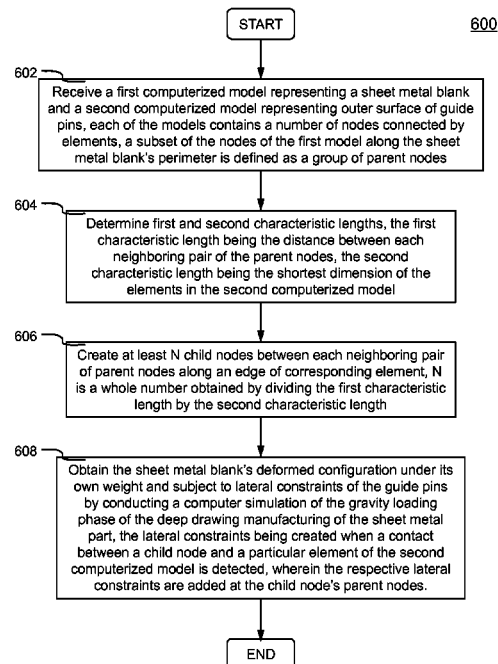 START
600
602
Receive a first computerized model representing a sheet metal blank
and a second computerized model representing outer surface of guide
pins, each of the models contains a number of nodes connected by
elements, a subset of the nodes of the first model along the sheet
metal blank's perimeter is defined as a group of parent nodes
604
Determine first and second characteristic lengths, the first
characteristic length being the distance between each
neighboring pair of the parent nodes, the second
characteristic length being the shortest dimension of the
elements in the second computerized model
606
Create at least N child nodes between each neighboring pair
of parent nodes along an edge of corresponding element, N
is a whole number obtained by dividing the first characteristic
length by the second characteristic length
608
Obtain the sheet metal blank's deformed configuration under its
own weight and subject to lateral constraints of the guide pins
by conducting a computer simulation of the gravity loading
phase of the deep drawing manufacturing of the sheet metal
part, the lateral constraints being created when a contact
between a child node and a particular element of the second
computerized model is detected, wherein the respective lateral
constraints are added at the child node's parent nodes.
END